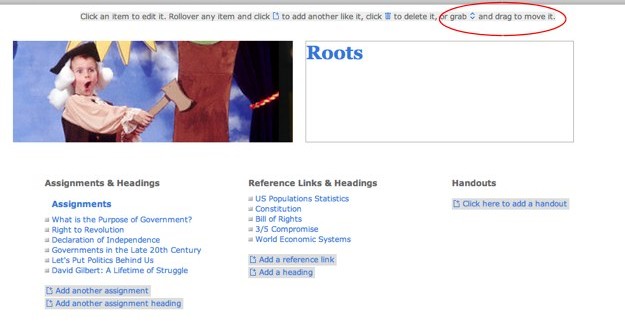 Click an item to edit it. Rollover any item and click to add another like it, click to delete it, or grab and drag to move it.
Roots
Assignments & Headings
Assignments
What is the Purpose of Government?
Right to Revolution
Declaration of Independence
Governments in the Late 20th Century
Let's Put Politics Behind Us
David Gilbert: A Lifetime of Struggle
Add another assignment
Add another assignment heading
Reference Links & Headings
US Populations Statistics
Constitution
Bill of Rights
3/5 Compromise
World Economic Systems
Add a reference link
Add a heading
Handouts
Click here to add a handout